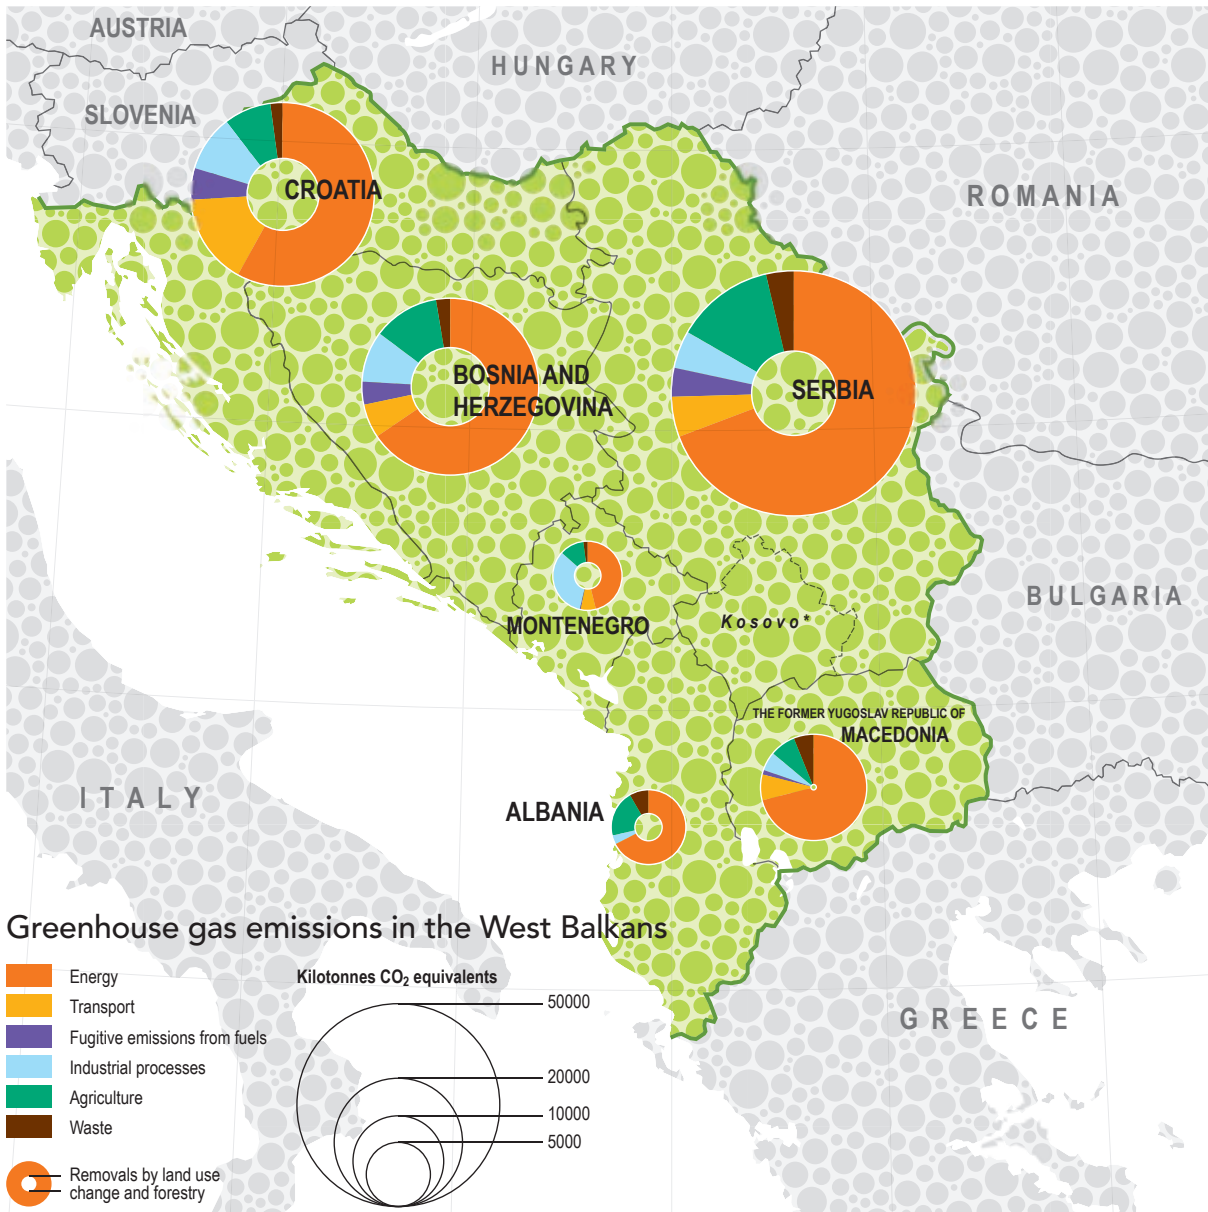 AUSTRIA
HUNGARY
SLOVENIA
CROATIA
ROMANIA
BOSNIA AND
HERZEGOVINA
SERBIA
MONTENEGRO
Kosovo*
BULGARIA
THE FORMER YUGOSLAV REPUBLIC OF
MACEDONIA
ITALY
ALBANIA
GREECE
Greenhouse gas emissions in the West Balkans
Energy
Transport
Fugitive emissions from fuels
Industrial processes
Agriculture
Waste
Removals by land use
change and forestry
Kilotonnes CO₂ equivalents
50000
20000
10000
5000